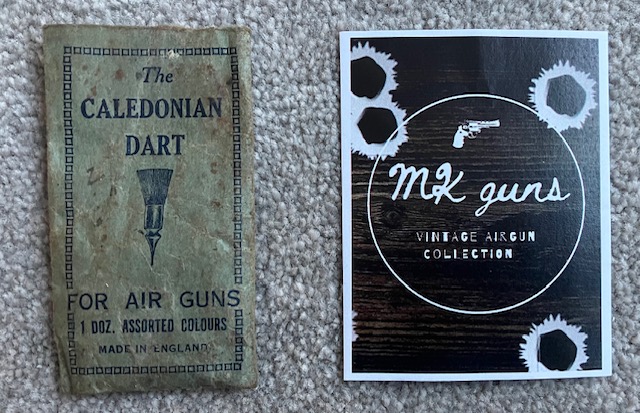 The
CALEDONIAN
DART
FOR AIR GUNS
1 DOZ. ASSORTED COLOURS
MADE IN ENGLAND.
MK guns
VINTAGE AIRGUN
COLLECTION